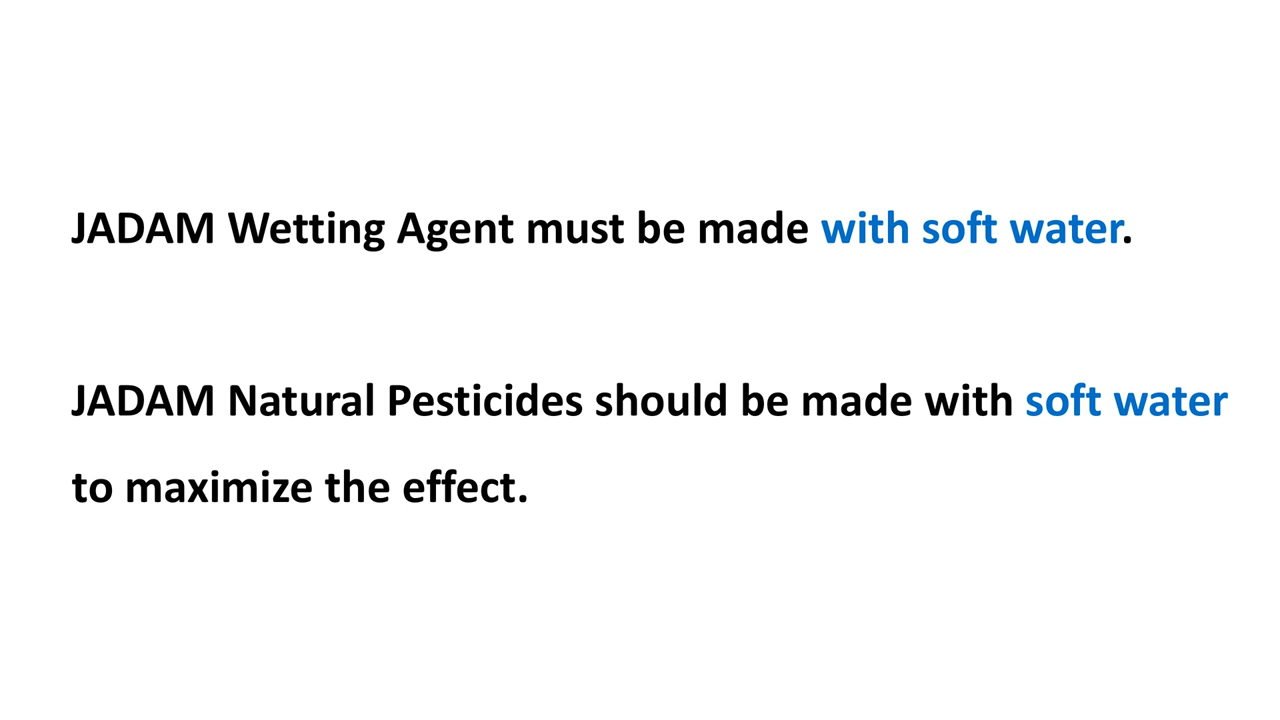 JADAM Wetting Agent must be made with soft water.
JADAM Natural Pesticides should be made with soft water
to maximize the effect.